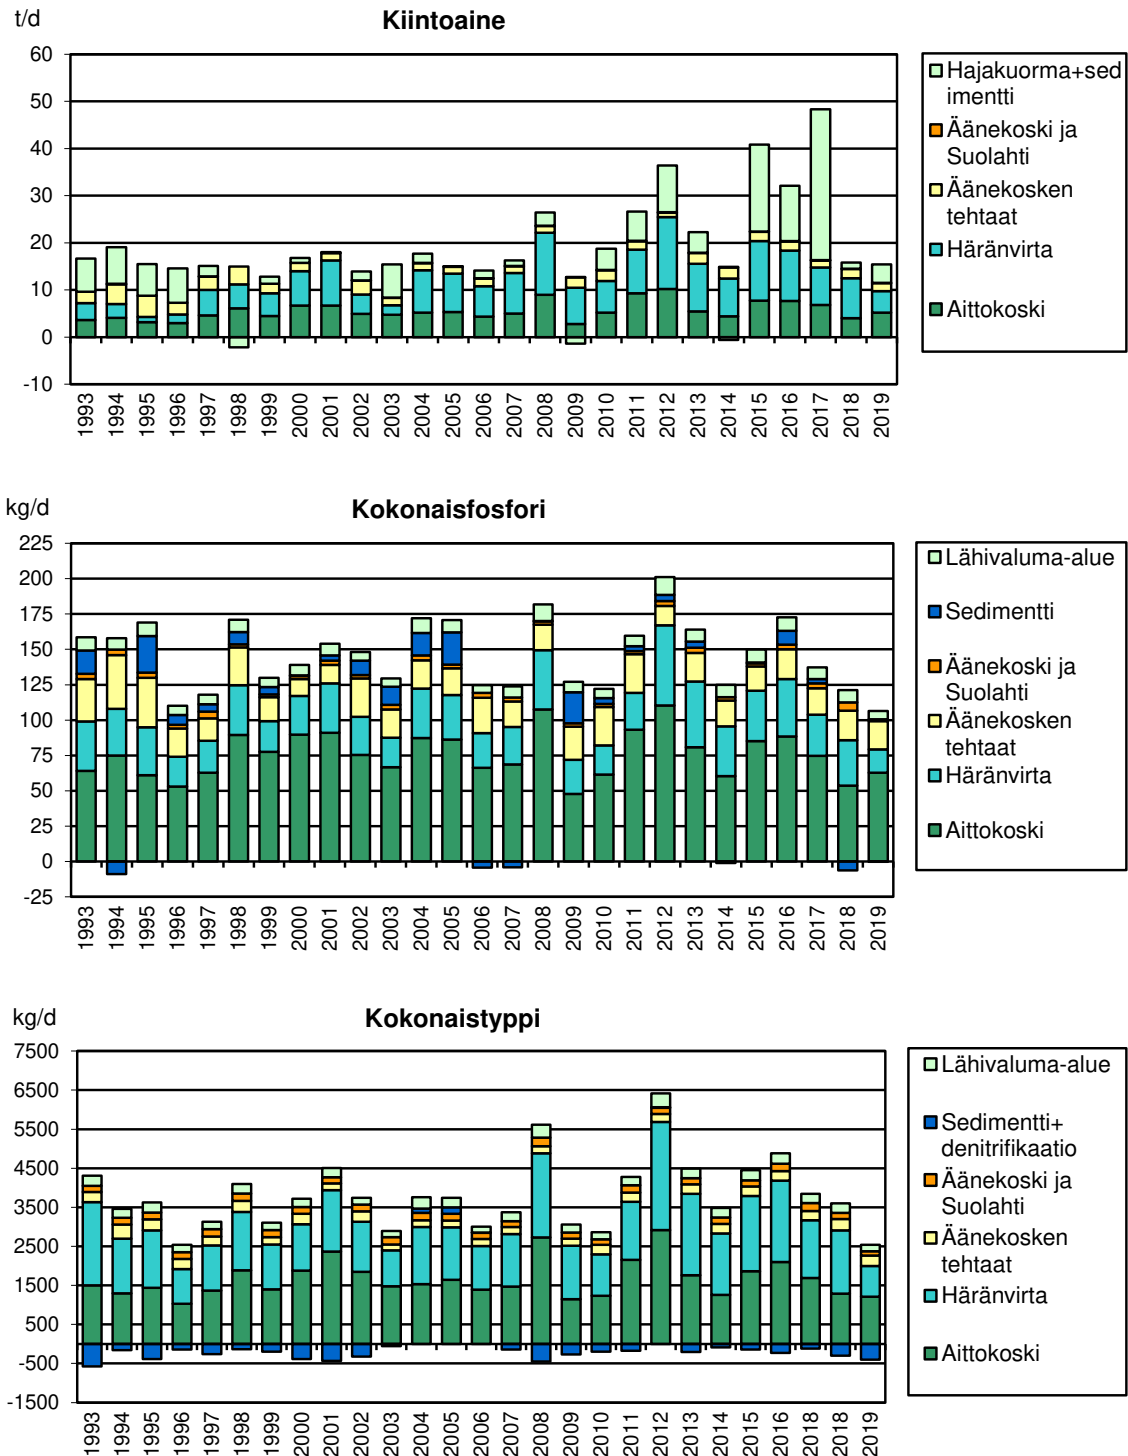 t/d
Kiintoaine
60
50
40
30
20
10
0
-10
1993 1994 1995 1996 1997 1998 1999 2000 2001 2002 2003 2004 2005 2006 2007 2008 2009 2010 2011 2012 2013 2014 2015 2016 2017 2018 2019
Hajakuorma+sed
imentti
Äänekoski ja
Suolahti
Äänekosken
tehtaat
Häränvirta
Aittokoski
kg/d
Kokonaisfosfori
225
200
175
150
125
100
75
50
25
0
-25
1993 1994 1995 1996 1997 1998 1999 2000 2001 2002 2003 2004 2005 2006 2007 2008 2009 2010 2011 2012 2013 2014 2015 2016 2017 2018 2019
Lähivaluma-alue
Sedimentti
Äänekoski ja
Suolahti
Äänekosken
tehtaat
Häränvirta
Aittokoski
kg/d
Kokonaistyppi
7500
6500
5500
4500
3500
2500
1500
500
-500
-1500
1993 1994 1995 1996 1997 1998 1999 2000 2001 2002 2003 2004 2005 2006 2007 2008 2009 2010 2011 2012 2013 2014 2015 2016 2018 2018 2019
Lähivaluma-alue
Sedimentti+
denitrifikaatio
Äänekoski ja
Suolahti
Äänekosken
tehtaat
Häränvirta
Aittokoski